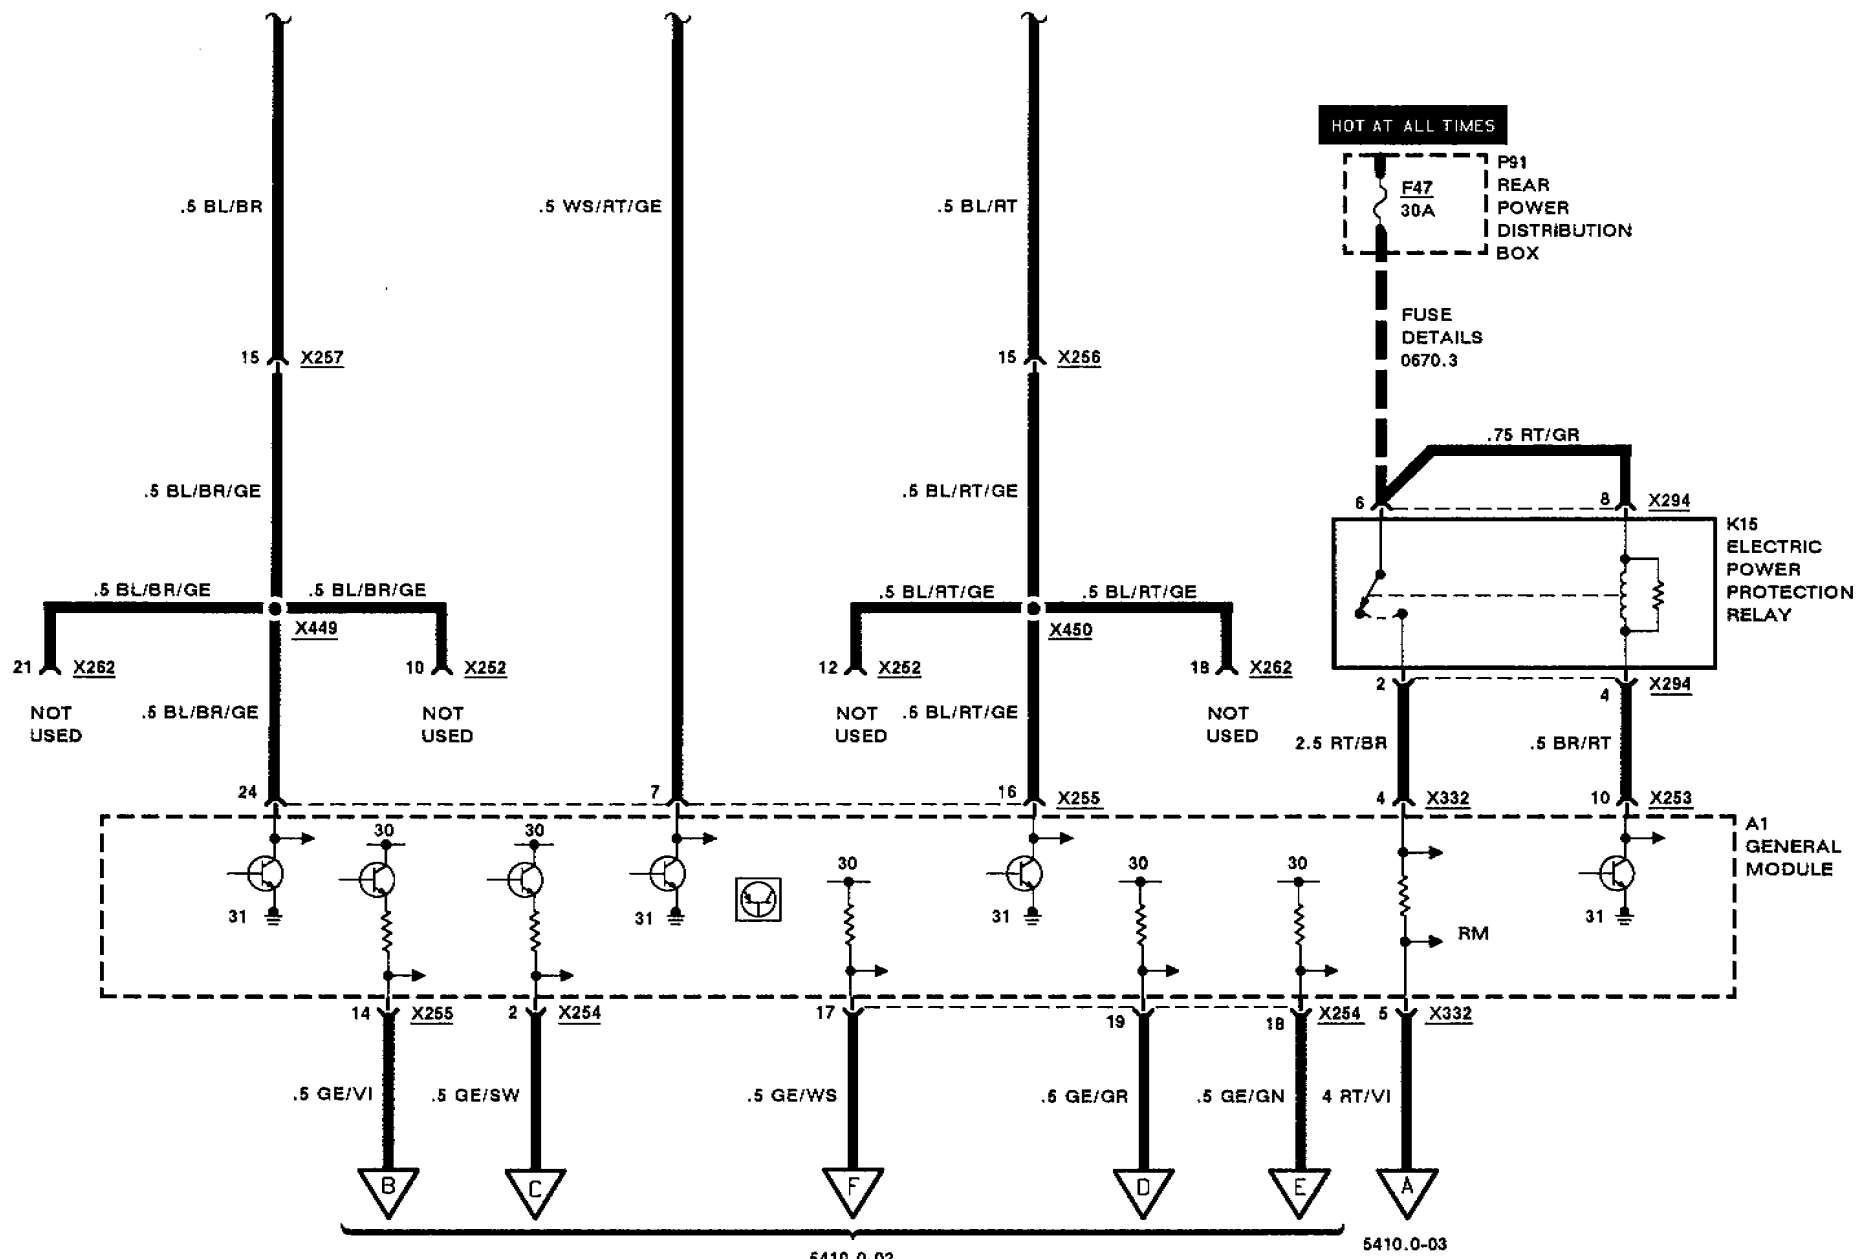 HOT AT ALL TIMES
P91
REAR
POWER
DISTRIBUTION
BOX
F47
30A
.5 BL/BR
.5 WS/RT/GE
.5 BL/RT
FUSE
DETAILS
0670.3
15 X257
15 X256
.75 RT/GR
.5 BL/BR/GE
.5 BL/RT/GE
6
8 X294
K15
ELECTRIC
POWER
PROTECTION
RELAY
.5 BL/BR/GE
.5 BL/BR/GE
.5 BL/RT/GE
.5 BL/RT/GE
X449
X450
21 X262
10 X252
12 X252
18 X262
2
4 X294
NOT
USED
.5 BL/BR/GE
NOT
USED
NOT
USED
.5 BL/RT/GE
NOT
USED
2.5 RT/BR
.5 BR/RT
24
7
16 X255
4 X332
10 X253
A1
GENERAL
MODULE
30
30
30
30
30
31
31
31
31
RM
14 X255
2 X254
17
19
18 X254
5 X332
.5 GE/VI
.5 GE/SW
.5 GE/WS
.5 GE/GR
.5 GE/GN
4 RT/VI
B
C
F
D
E
A
5410.0-03